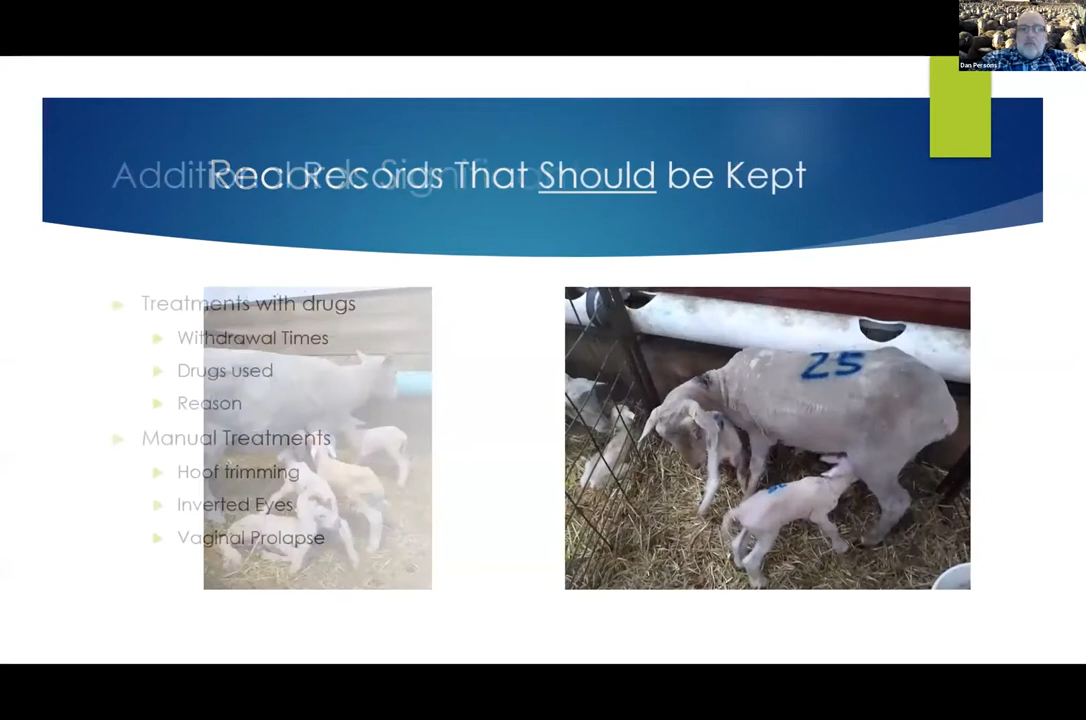 Dan Persons
Records That Should be Kept
Treatments with drugs
Withdrawal Times
Drugs used
Reason
Manual Treatments
Hoof trimming
Inverted Eyes
Vaginal Prolapse
25